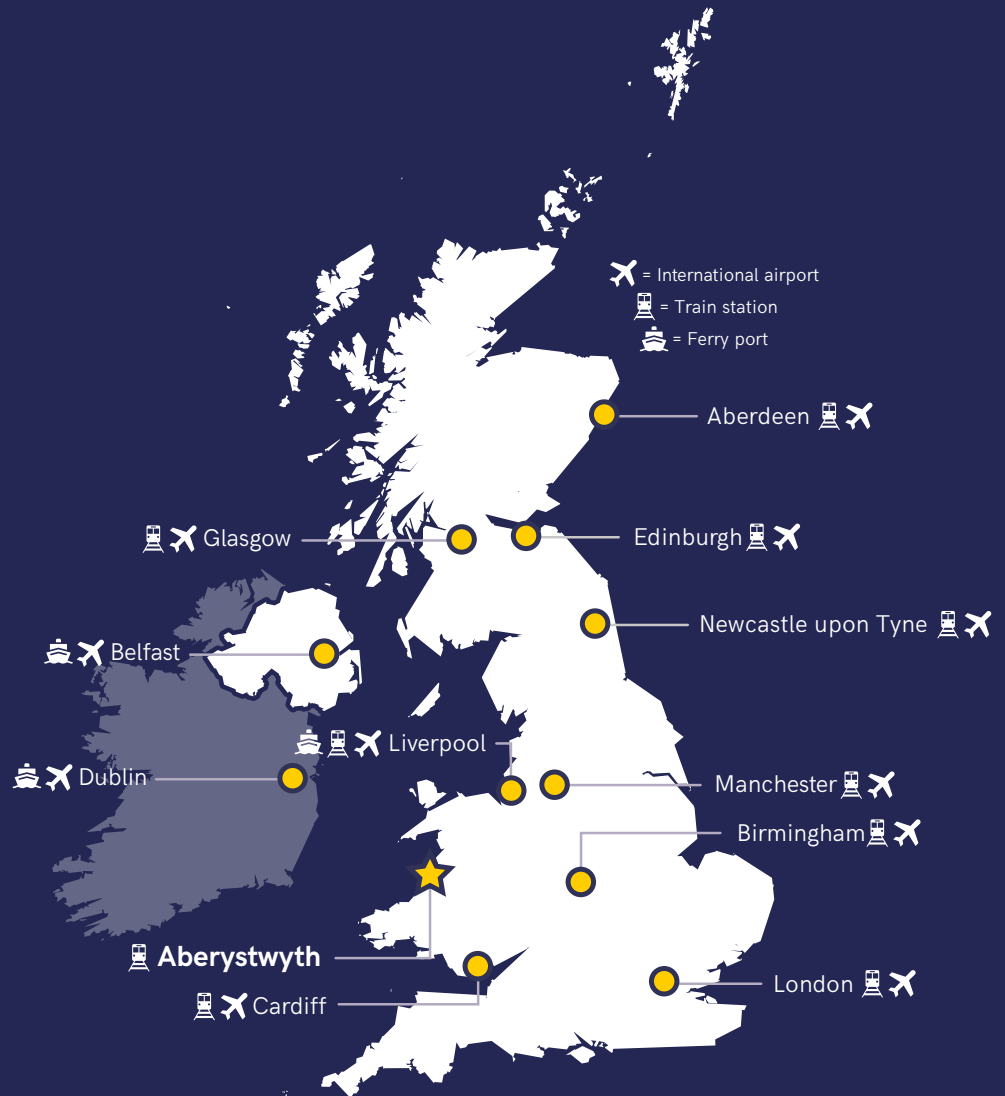 = International airport
= Train station
= Ferry port
Aberdeen
Glasgow
Edinburgh
Newcastle upon Tyne
Belfast
Liverpool
Dublin
Manchester
Birmingham
Aberystwyth
London
Cardiff